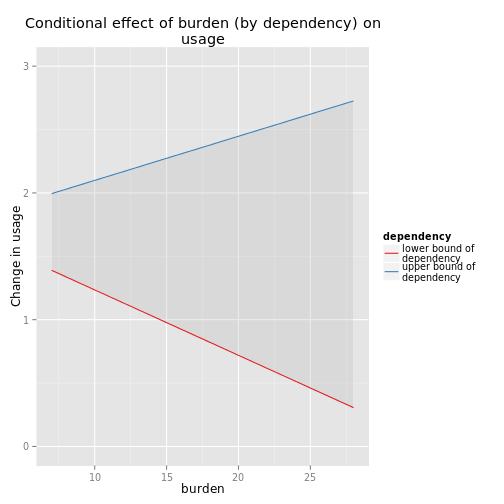 Conditional effect of burden (by dependency) on
usage
3
2
1
0
Change in usage
10
15
20
25
burden
dependency
lower bound of
dependency
upper bound of
dependency